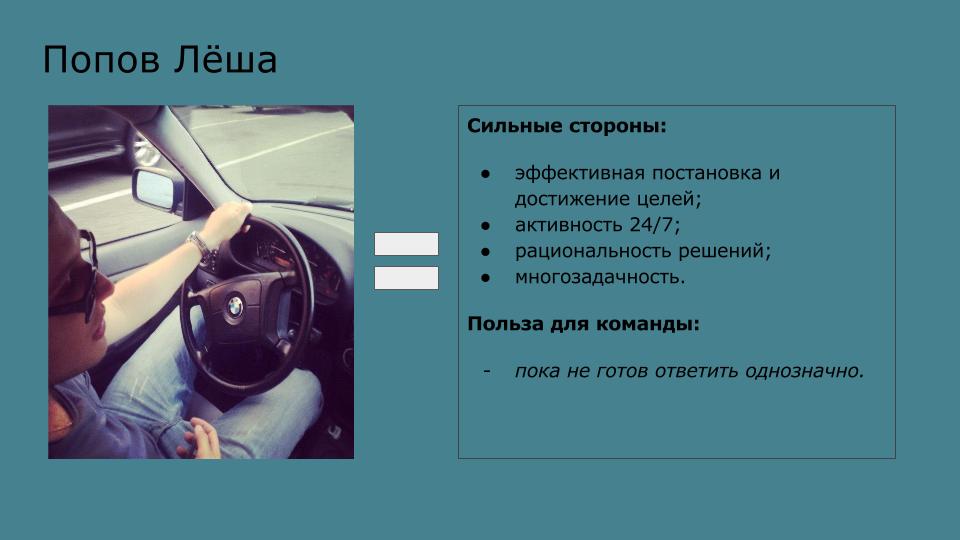 Попов Лёша
Сильные стороны:
● эффективная постановка и
достижение целей;
● активность 24/7;
● рациональность решений;
● многозадачность.
Польза для команды:
- пока не готов ответить однозначно.